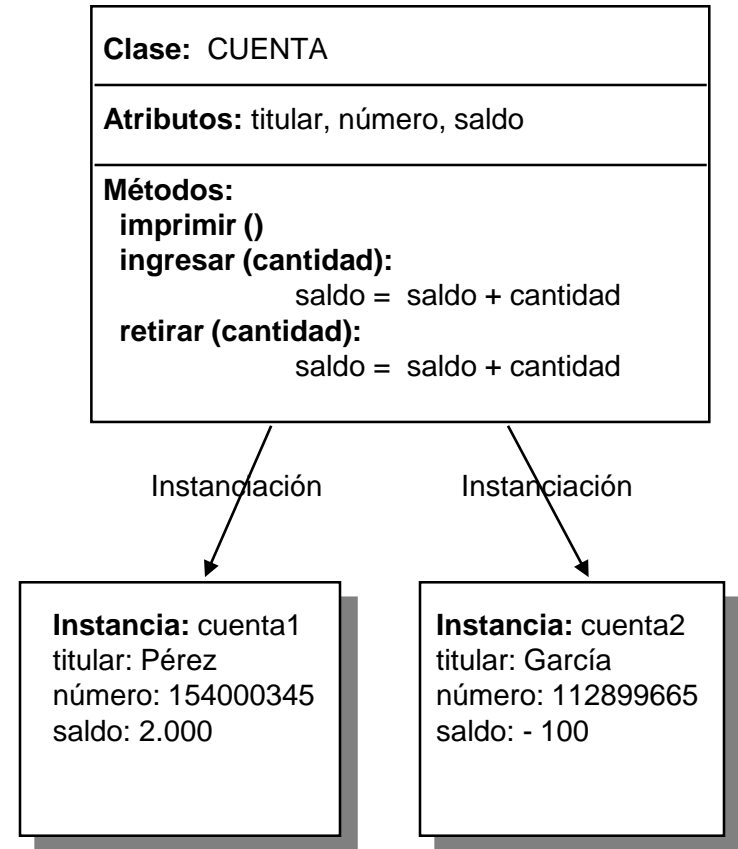 Clase: CUENTA
Atributos: titular, número, saldo
Métodos:
imprimir ()
ingresar (cantidad):
saldo = saldo + cantidad
retirar (cantidad):
saldo = saldo + cantidad
Instanciación
Instanciación
Instancia: cuenta1
titular: Pérez
número: 154000345
saldo: 2.000
Instancia: cuenta2
titular: García
número: 112899665
saldo: - 100